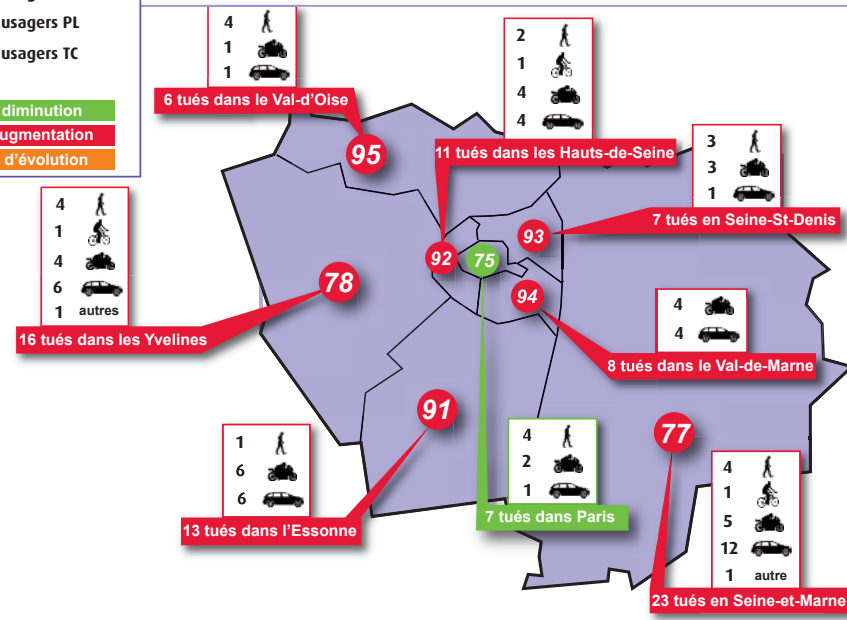 usagers PL
usagers TC
diminution
ugmentation
d'évolution
4
1
1
6 tués dans le Val-d'Oise
95
2
1
4
4
11 tués dans les Hauts-de-Seine
3
3
1
7 tués en Seine-St-Denis
93
92
75
94
4
1
4
6
1 autres
16 tués dans les Yvelines
78
4
4
8 tués dans le Val-de-Marne
91
1
6
6
13 tués dans l'Essonne
4
2
1
7 tués dans Paris
77
4
1
5
12
1 autre
23 tués en Seine-et-Marne